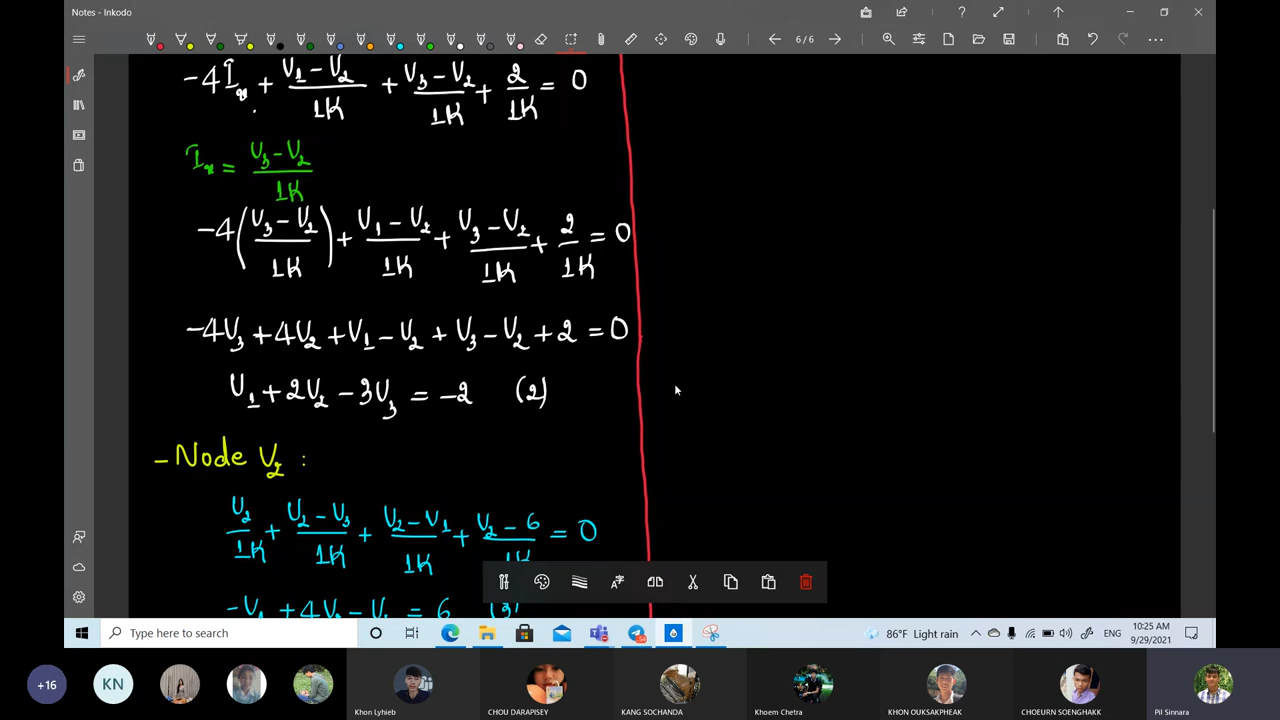 Notes - Inkodo
6/6
-4Iₓ + V₁-V₂/1K + V₃-V₂/1K + 2/1K = 0
Iₓ = V₃-V₂/1K
-4(V₃-V₂/1K) + V₁-V₂/1K + V₃-V₂/1K + 2/1K = 0
-4V₃ + 4V₂ + V₁ - V₂ + V₃ - V₂ + 2 = 0
V₁ + 2V₂ - 3V₃ = -2 (2)
- Node V₂ :
V₂/1K + V₂-V₃/1K + V₂-V₁/1K + V₂-6/1K = 0
-V₁ + 4V₂ - V = 6 (3)
Type here to search
86°F Light rain
ENG
10:25 AM
9/29/2021
+16
KN
Khon Lyhieb
CHOU DARAPISEY
KANG SOCHANDA
Khoem Chetra
KHON OUKSAKPHEAK
CHOEURN SOENGHAKK
Pil Sinnara